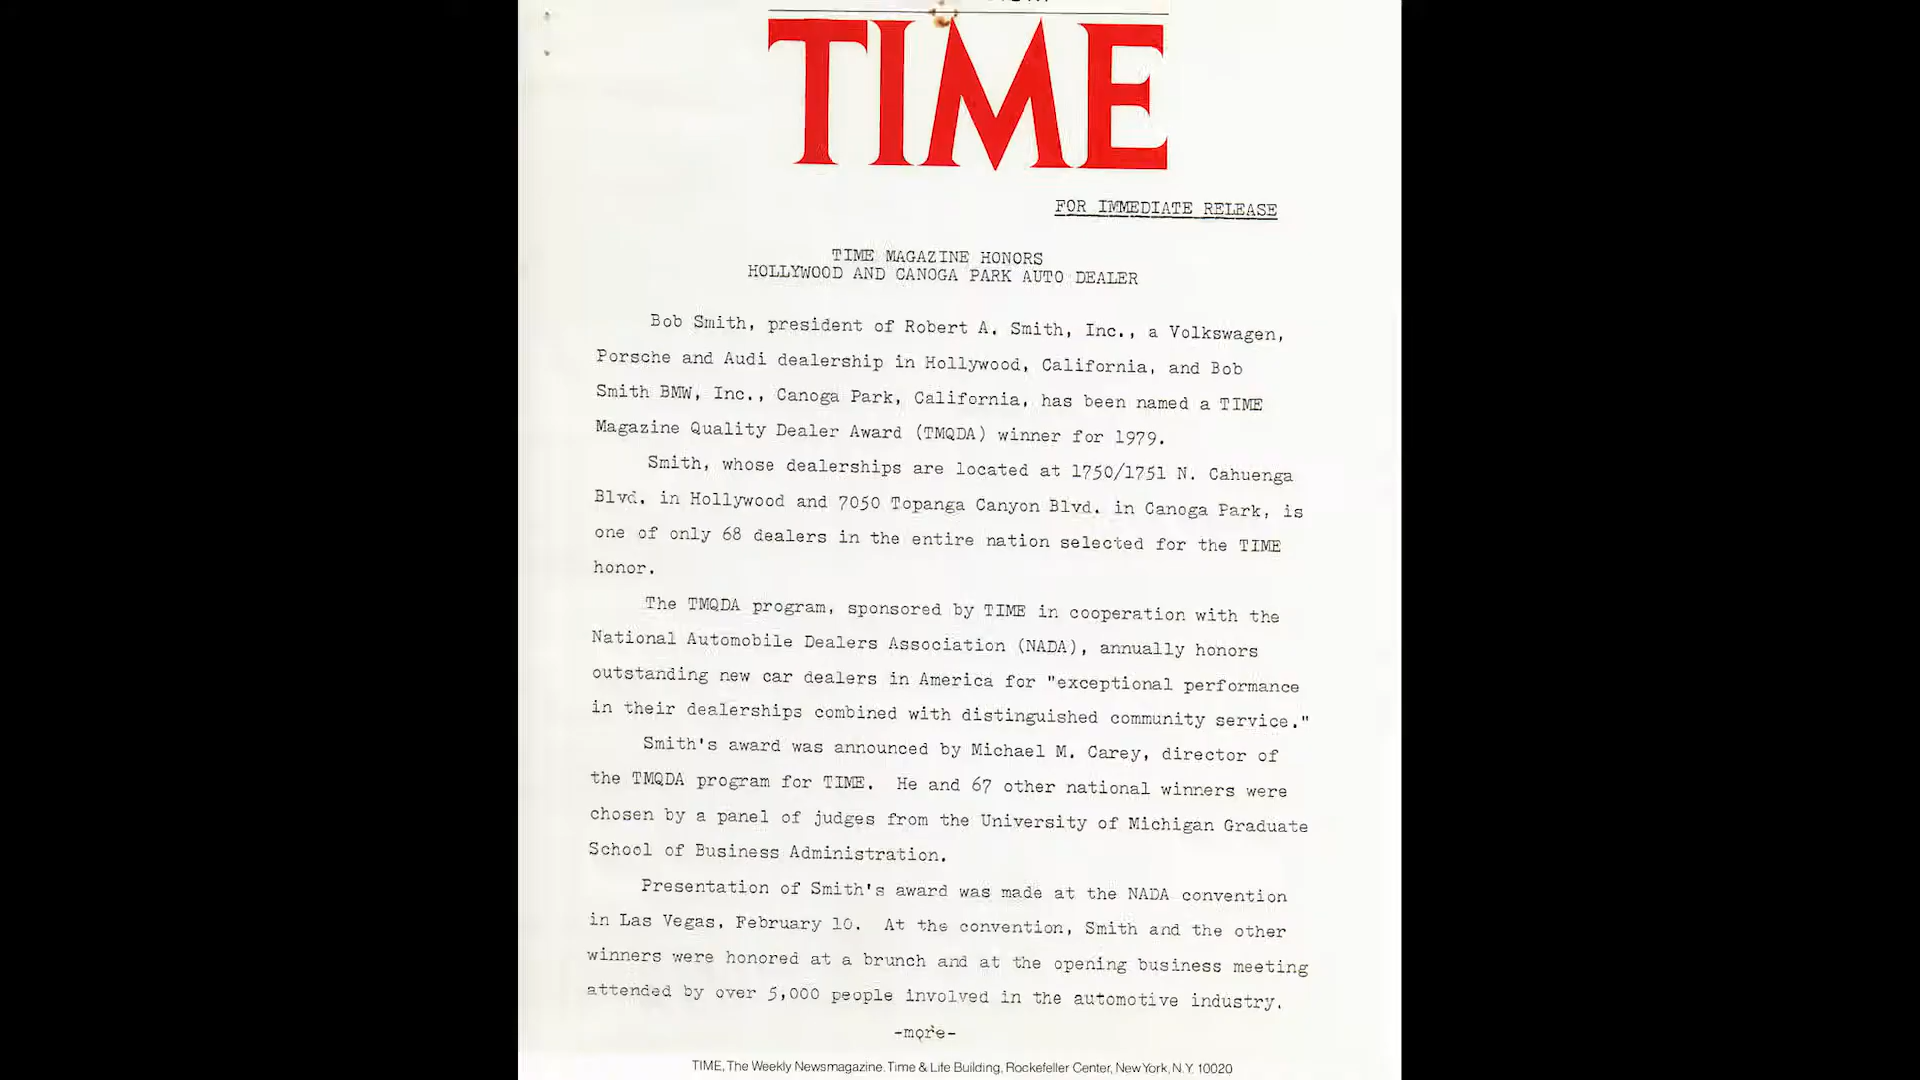 TIME
FOR IMMEDIATE RELEASE
TIME MAGAZINE HONORS
HOLLYWOOD AND CANOGA PARK AUTO DEALER
Bob Smith, president of Robert A. Smith, Inc., a Volkswagen,
Porsche and Audi dealership in Hollywood, California, and Bob
Smith BMW, Inc., Canoga Park, California, has been named a TIME
Magazine Quality Dealer Award (TMQDA) winner for 1979.
Smith, whose dealerships are located at 1750/1751 N. Cahuenga
Blvd. in Hollywood and 7050 Topanga Canyon Blvd. in Canoga Park, is
one of only 68 dealers in the entire nation selected for the TIME
honor.
The TMQDA program, sponsored by TIME in cooperation with the
National Automobile Dealers Association (NADA), annually honors
outstanding new car dealers in America for "exceptional performance
in their dealerships combined with distinguished community service."
Smith's award was announced by Michael M. Carey, director of
the TMQDA program for TIME. He and 67 other national winners were
chosen by a panel of judges from the University of Michigan Graduate
School of Business Administration.
Presentation of Smith's award was made at the NADA convention
in Las Vegas, February 10. At the convention, Smith and the other
winners were honored at a brunch and at the opening business meeting
attended by over 5,000 people involved in the automotive industry.
-more-
TIME, The Weekly Newsmagazine. Time & Life Building, Rockefeller Center, New York, N.Y. 10020